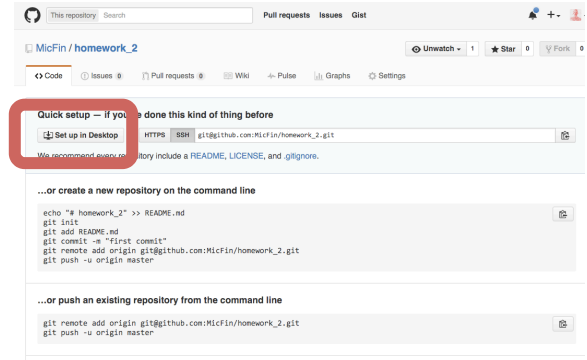 This repository Search Pull requests Issues Gist
MicFin / homework_2 Unwatch 1 Star 0 Fork 0
Code Issues 0 Pull requests 0 Wiki Pulse Graphs Settings
Quick setup — if you done this kind of thing before
Set up in Desktop HTTPS SSH git@github.com:MicFin/homework_2.git
We recommend every include a README, LICENSE, and .gitignore.
…or create a new repository on the command line
echo "# homework_2" >> README.md
git init
git add README.md
git commit -m "first commit"
git remote add origin git@github.com:MicFin/homework_2.git
git push -u origin master
…or push an existing repository from the command line
git remote add origin git@github.com:MicFin/homework_2.git
git push -u origin master